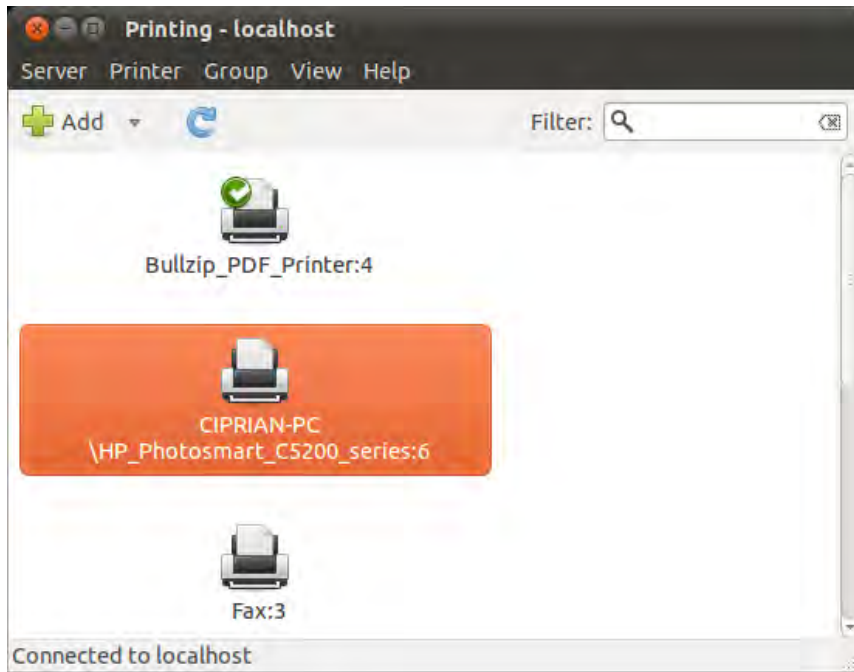 Printing - localhost
Server Printer Group View Help
Add Filter:
Bullzip_PDF_Printer:4
CIPRIAN-PC
\HP_Photosmart_C5200_series:6
Fax:3
Connected to localhost